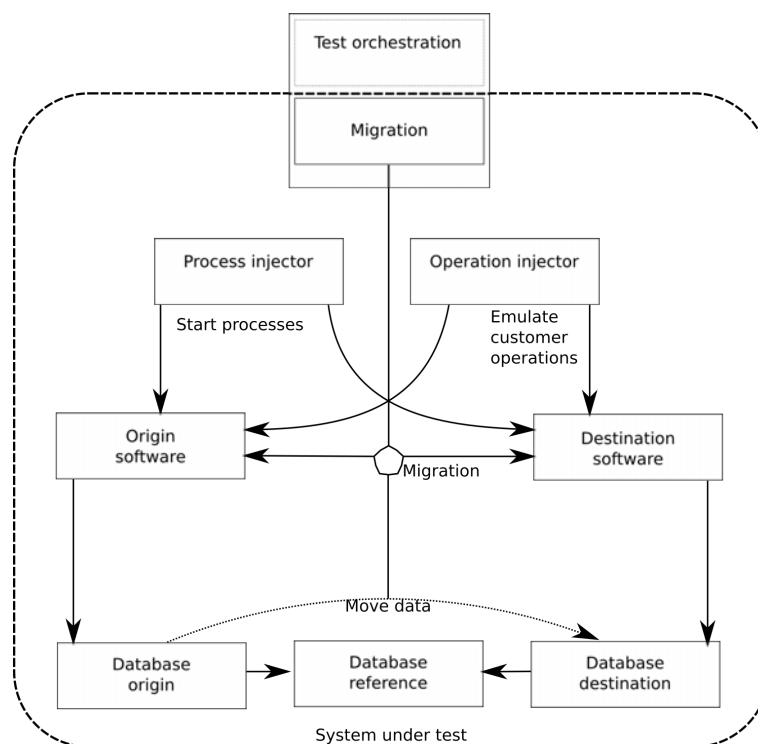 Test orchestration
Migration
Process injector
Operation injector
Start processes
Emulate
customer
operations
Origin
software
Destination
software
Migration
Move data
Database
origin
Database
reference
Database
destination
System under test